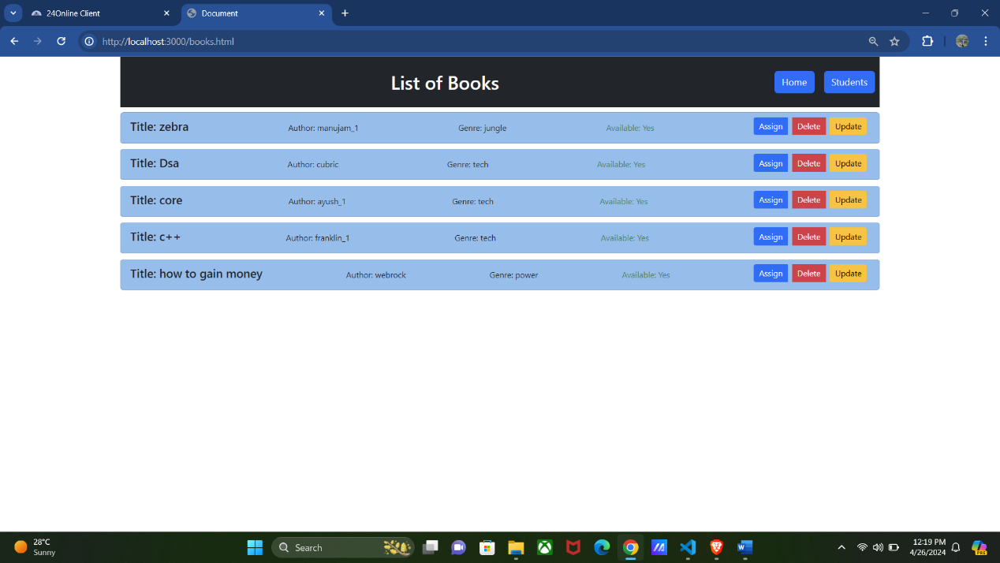 24Online Client
Document
http://localhost:3000/books.html
List of Books
Home
Students
Title: zebra Author: manujam_1 Genre: jungle Available: Yes Assign Delete Update
Title: Dsa Author: cubric Genre: tech Available: Yes Assign Delete Update
Title: core Author: ayush_1 Genre: tech Available: Yes Assign Delete Update
Title: c++ Author: franklin_1 Genre: tech Available: Yes Assign Delete Update
Title: how to gain money Author: webrock Genre: power Available: Yes Assign Delete Update
28°C
Sunny
Search
12:19 PM
4/26/2024
PRE